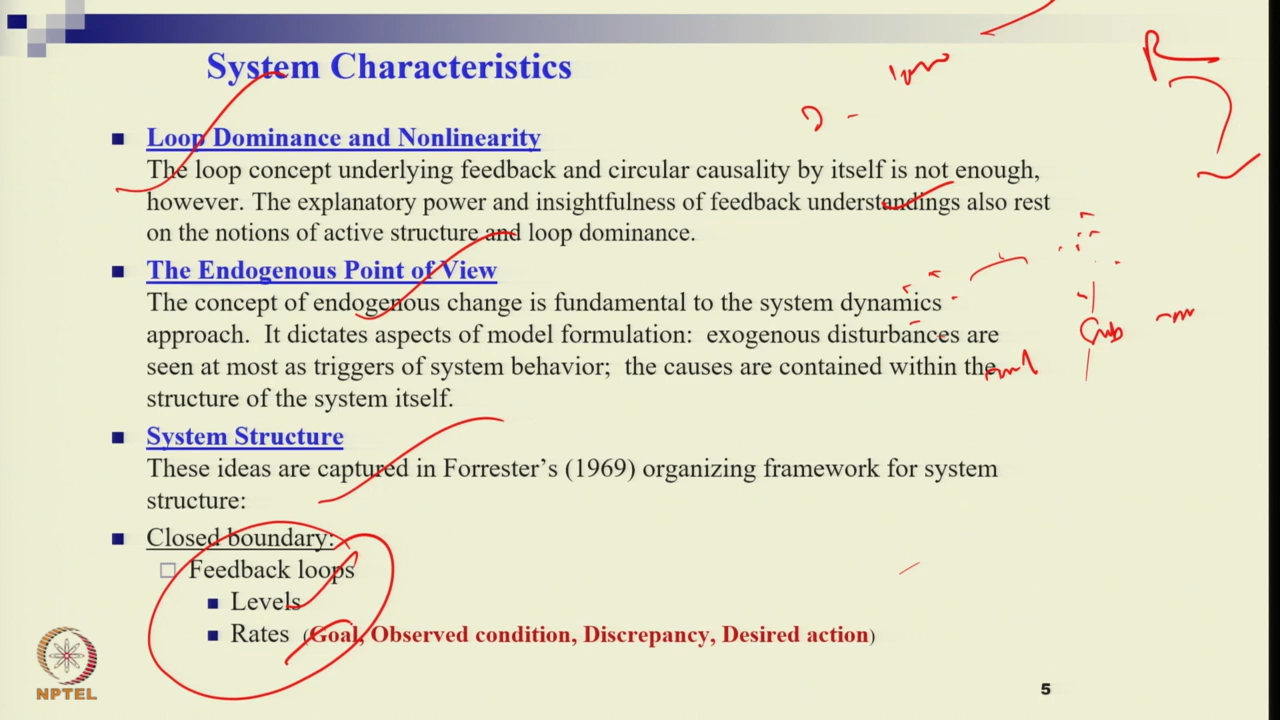 System Characteristics
Loop Dominance and Nonlinearity
The loop concept underlying feedback and circular causality by itself is not enough,
however. The explanatory power and insightfulness of feedback understandings also rest
on the notions of active structure and loop dominance.
The Endogenous Point of View
The concept of endogenous change is fundamental to the system dynamics
approach. It dictates aspects of model formulation: exogenous disturbances are
seen at most as triggers of system behavior; the causes are contained within the
structure of the system itself.
System Structure
These ideas are captured in Forrester's (1969) organizing framework for system
structure:
Closed boundary:
Feedback loops
Levels
Rates (Goal, Observed condition, Discrepancy, Desired action)
NPTEL
5